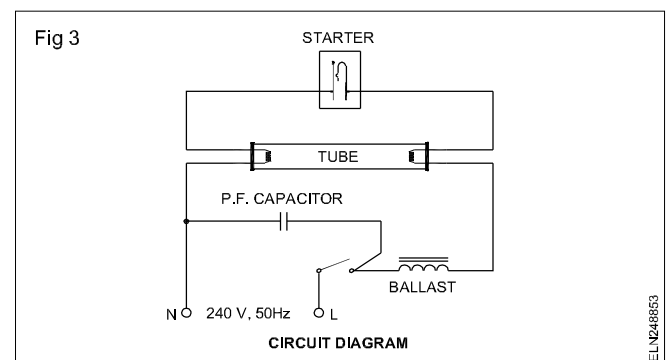 Fig 3
STARTER
TUBE
P.F. CAPACITOR
BALLAST
N 240 V, 50Hz L
CIRCUIT DIAGRAM
ELN248853